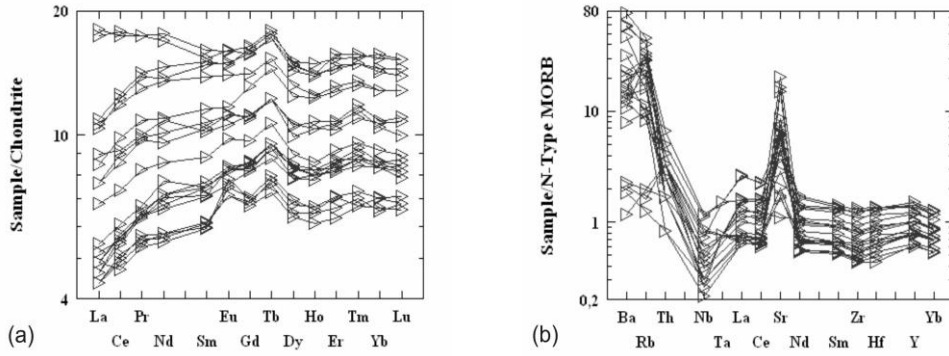 20
10
4
Sample/Chondrite
La Pr Eu Tb Ho Tm Lu
Ce Nd Sm Gd Dy Er Yb
(a)
80
10
1
0,2
Sample/N-Type MORB
Ba Th Nb La Sr Zr Yb
Rb Ta Ce Nd Sm Hf Y
(b)